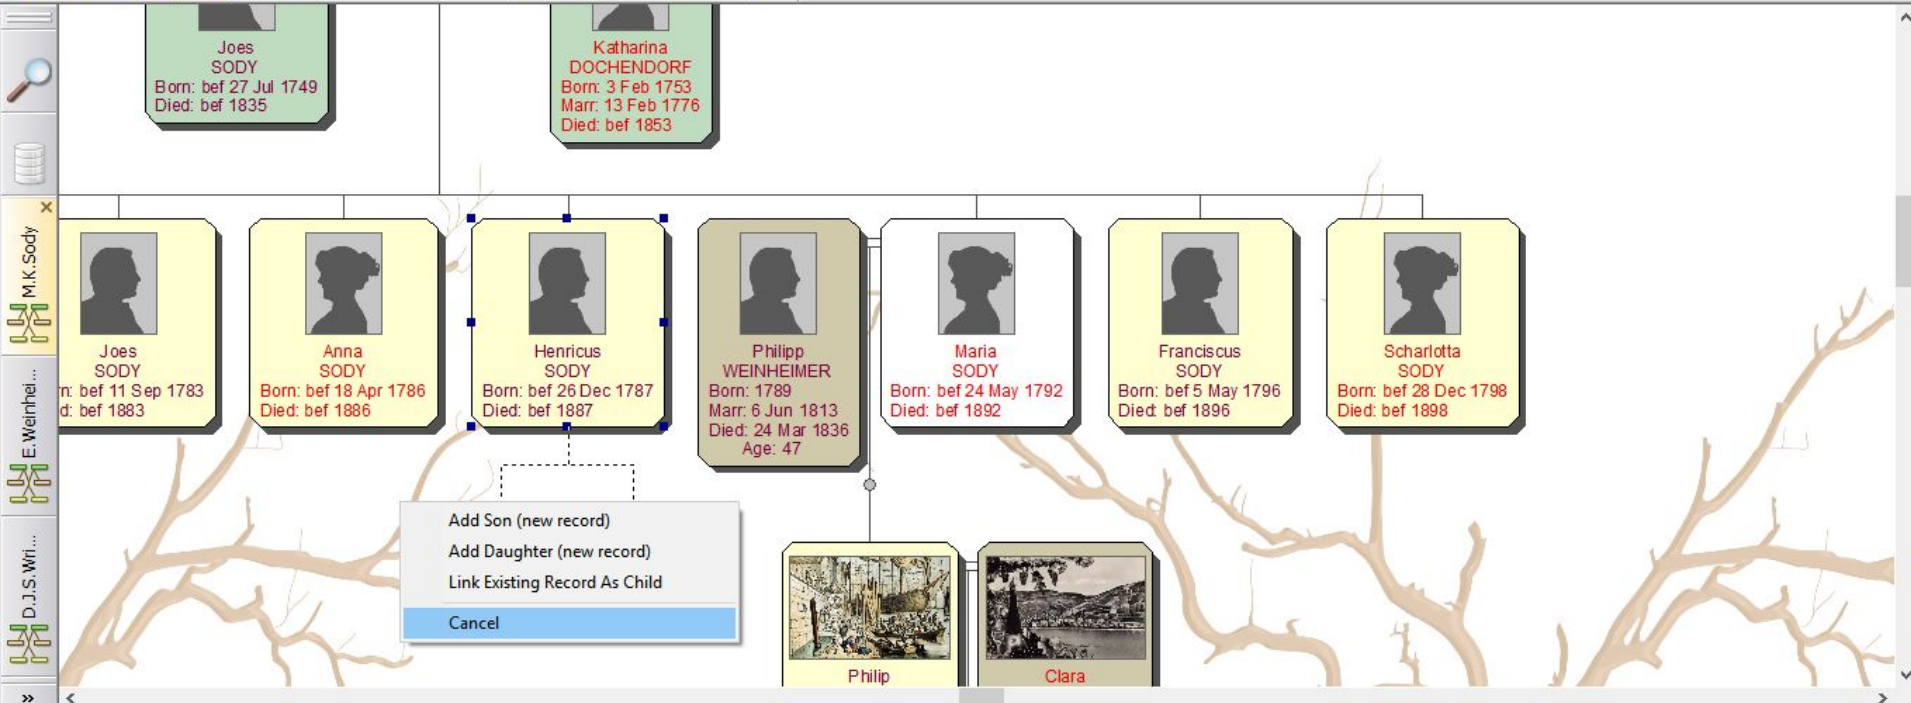 Joes
SODY
Born: bef 27 Jul 1749
Died: bef 1835
Katharina
DOCHENDORF
Born: 3 Feb 1753
Marr: 13 Feb 1776
Died: bef 1853
M.K.Sody
E.Weinhei...
D.J.S.Wri...
»
Joes
SODY
rn: bef 11 Sep 1783
d: bef 1883
Anna
SODY
Born: bef 18 Apr 1786
Died: bef 1886
Henricus
SODY
Born: bef 26 Dec 1787
Died: bef 1887
Philipp
WEINHEIMER
Born: 1789
Marr: 6 Jun 1813
Died: 24 Mar 1836
Age: 47
Maria
SODY
Born: bef 24 May 1792
Died: bef 1892
Franciscus
SODY
Born: bef 5 May 1796
Died: bef 1896
Scharlotta
SODY
Born: bef 28 Dec 1798
Died: bef 1898
Add Son (new record)
Add Daughter (new record)
Link Existing Record As Child
Cancel
Philip
Clara